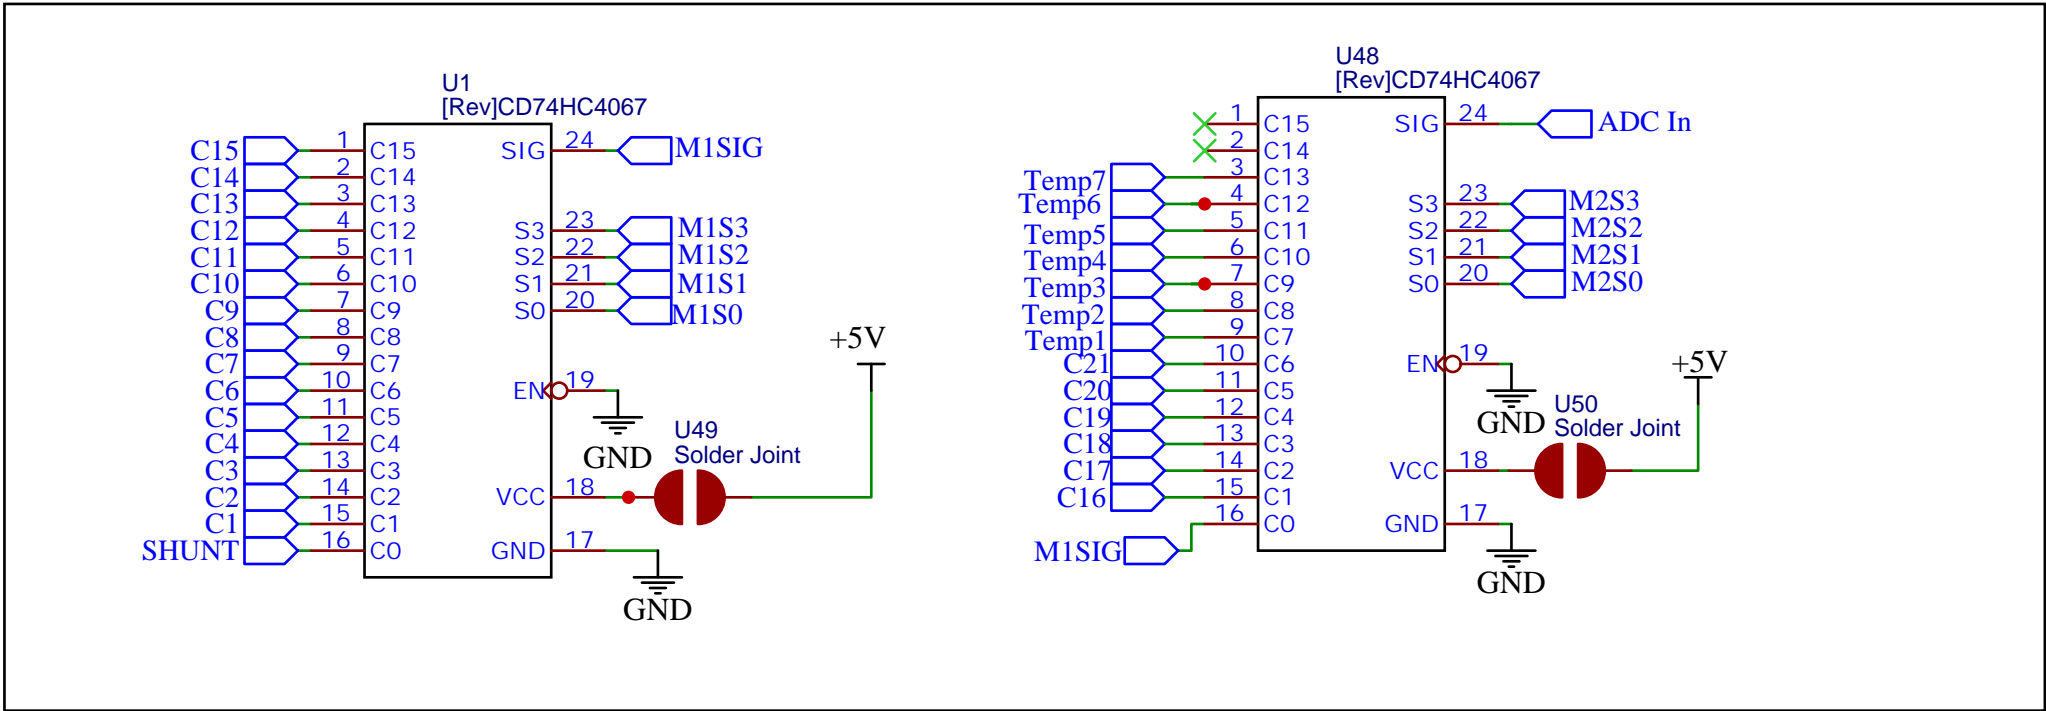 U1
[Rev]CD74HC4067
C15 1 C15 SIG 24 M1SIG
C14 2 C14
C13 3 C13
C12 4 C12 S3 23 M1S3
C11 5 C11 S2 22 M1S2
C10 6 C10 S1 21 M1S1
C9 7 C9 S0 20 M1S0
C8 8 C8
C7 9 C7
C6 10 C6 EN 19
C5 11 C5
C4 12 C4
C3 13 C3
C2 14 C2 VCC 18
C1 15 C1
SHUNT 16 C0 GND 17
GND
U49
Solder Joint
+5V
GND
U48
[Rev]CD74HC4067
1 C15 SIG 24 ADC In
2 C14
Temp7 3 C13
Temp6 4 C12 S3 23 M2S3
Temp5 5 C11 S2 22 M2S2
Temp4 6 C10 S1 21 M2S1
Temp3 7 C9 S0 20 M2S0
Temp2 8 C8
Temp1 9 C7
C21 10 C6 EN 19
C20 11 C5
C19 12 C4
C18 13 C3
C17 14 C2 VCC 18
C16 15 C1
16 C0 GND 17
M1SIG
+5V
GND
U50
Solder Joint
GND